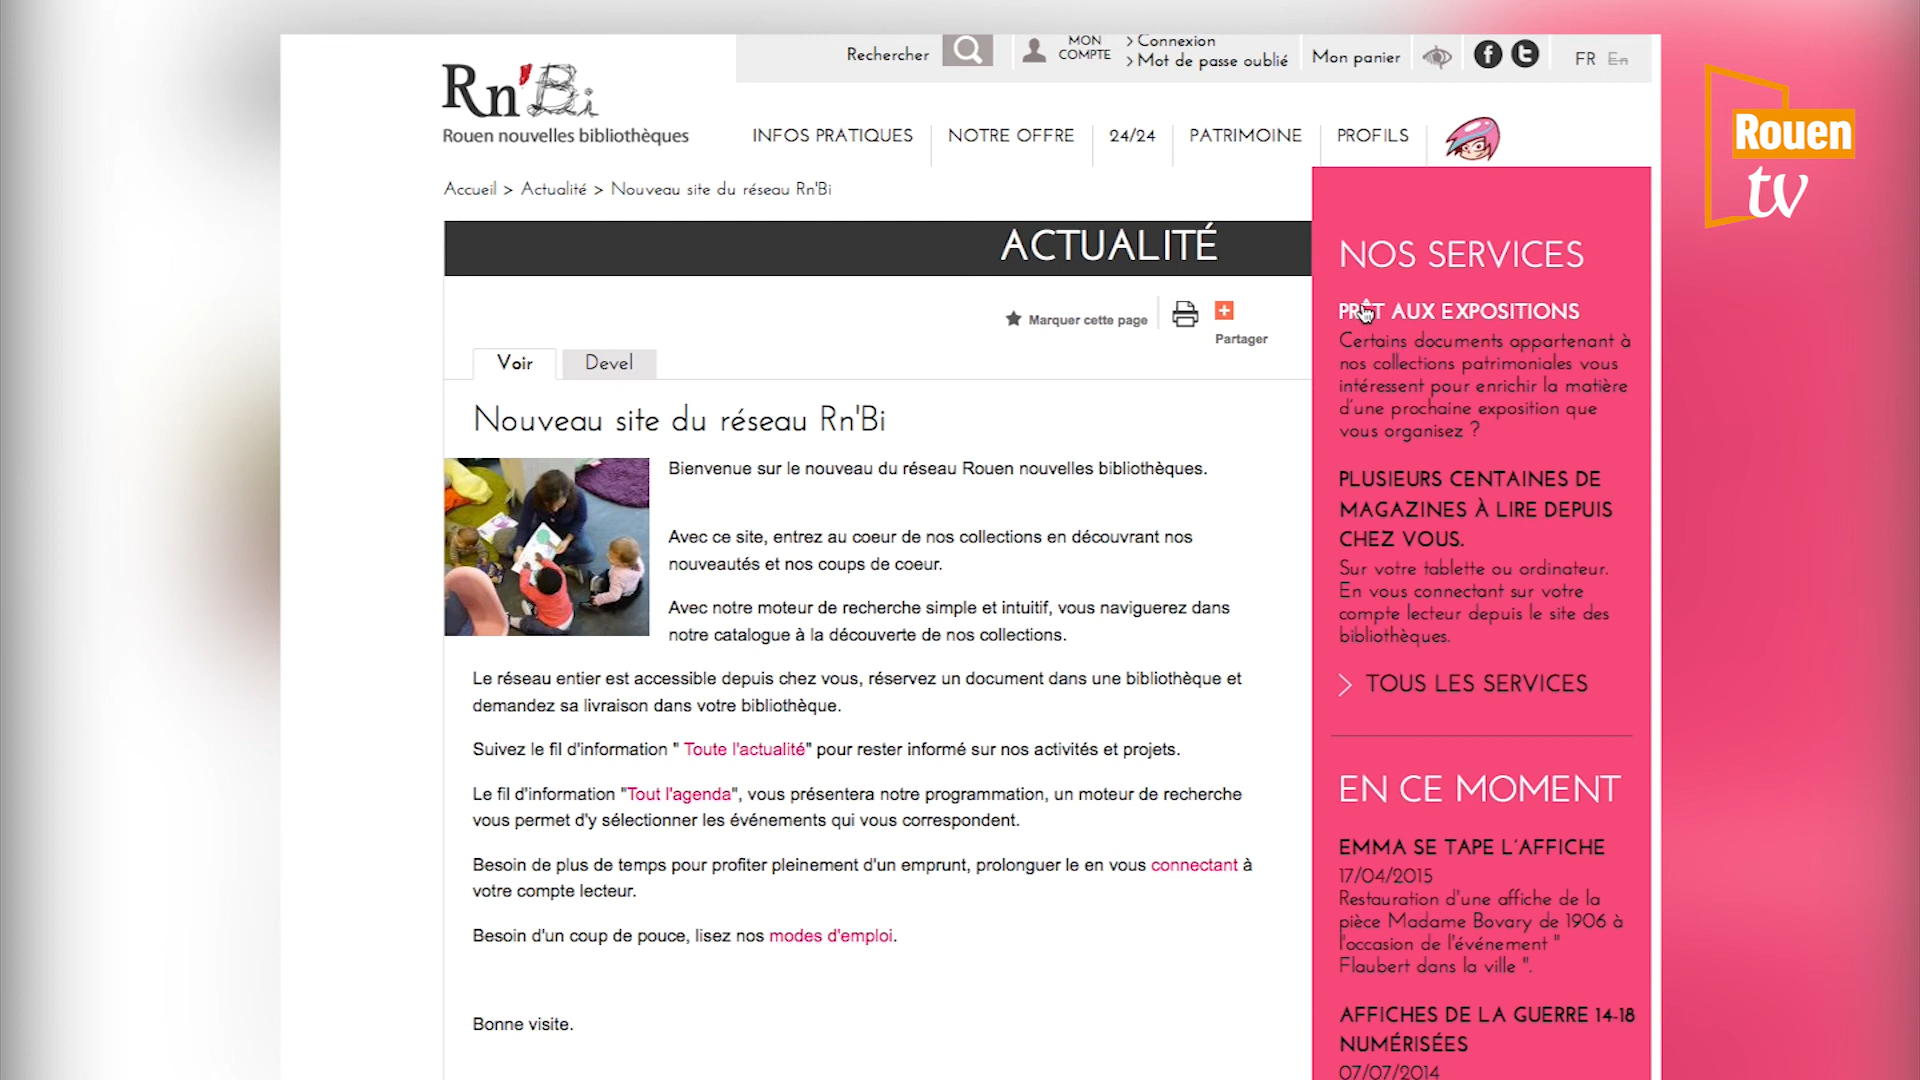 Rechercher
MON
COMPTE
> Connexion
> Mot de passe oublié
Mon panier
FR En
Rn'Bi
Rouen nouvelles bibliothèques
INFOS PRATIQUES
NOTRE OFFRE
24/24
PATRIMOINE
PROFILS
Rouen
tv
Accueil > Actualité > Nouveau site du réseau Rn'Bi
ACTUALITÉ
Marquer cette page
Partager
Voir
Devel
Nouveau site du réseau Rn'Bi
Bienvenue sur le nouveau du réseau Rouen nouvelles bibliothèques.
Avec ce site, entrez au coeur de nos collections en découvrant nos
nouveautés et nos coups de coeur.
Avec notre moteur de recherche simple et intuitif, vous naviguerez dans
notre catalogue à la découverte de nos collections.
Le réseau entier est accessible depuis chez vous, réservez un document dans une bibliothèque et
demandez sa livraison dans votre bibliothèque.
Suivez le fil d'information " Toute l'actualité" pour rester informé sur nos activités et projets.
Le fil d'information "Tout l'agenda", vous présentera notre programmation, un moteur de recherche
vous permet d'y sélectionner les événements qui vous correspondent.
Besoin de plus de temps pour profiter pleinement d'un emprunt, prolonguer le en vous connectant à
votre compte lecteur.
Besoin d'un coup de pouce, lisez nos modes d'emploi.
Bonne visite.
NOS SERVICES
PRÊT AUX EXPOSITIONS
Certains documents appartenant à
nos collections patrimoniales vous
intéressent pour enrichir la matière
d'une prochaine exposition que
vous organisez ?
PLUSIEURS CENTAINES DE
MAGAZINES À LIRE DEPUIS
CHEZ VOUS.
Sur votre tablette ou ordinateur.
En vous connectant sur votre
compte lecteur depuis le site des
bibliothèques.
> TOUS LES SERVICES
EN CE MOMENT
EMMA SE TAPE L'AFFICHE
17/04/2015
Restauration d'une affiche de la
pièce Madame Bovary de 1906 à
l'occasion de l'événement "
Flaubert dans la ville ".
AFFICHES DE LA GUERRE 14-18
NUMÉRISÉES
07/07/2014